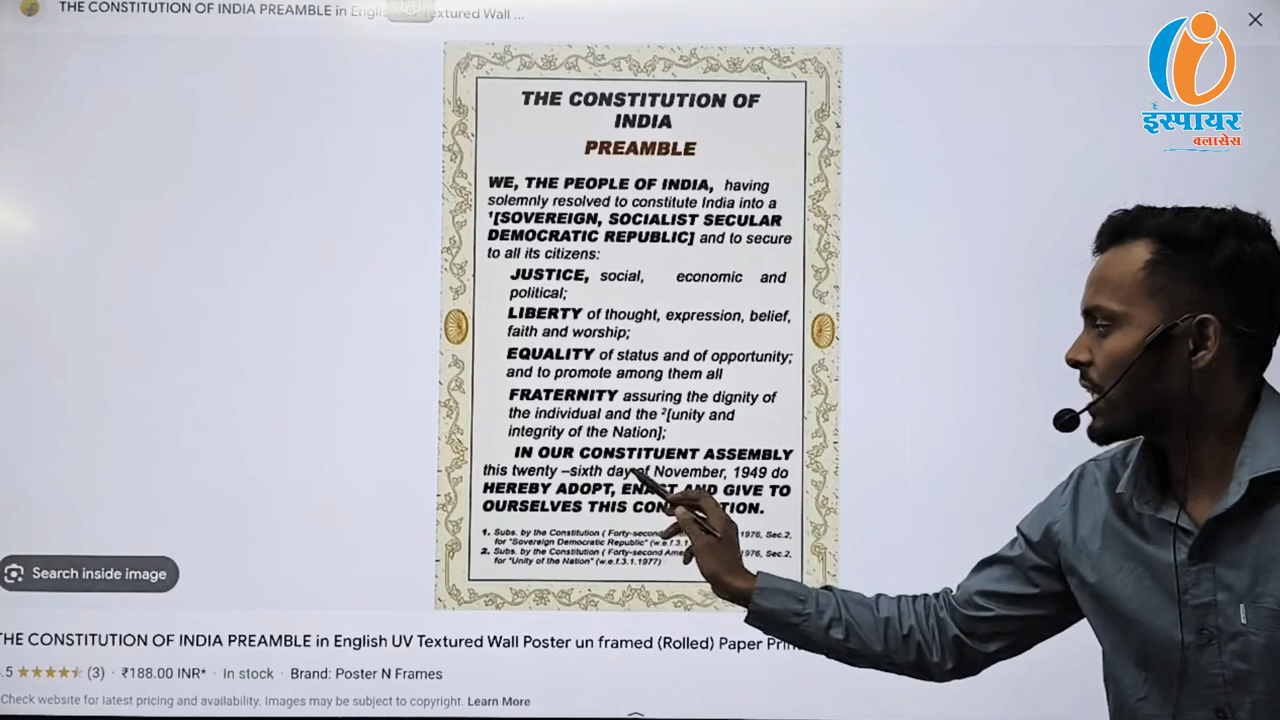 THE CONSTITUTION OF INDIA PREAMBLE in Textured Wall ...
है
इंस्पायर
क्लासेस
THE CONSTITUTION OF
INDIA
PREAMBLE
WE, THE PEOPLE OF INDIA, having
solemnly resolved to constitute India into a
1[SOVEREIGN, SOCIALIST SECULAR
DEMOCRATIC REPUBLIC] and to secure
to all its citizens:
JUSTICE, social, economic and
political;
LIBERTY of thought, expression, belief,
faith and worship;
EQUALITY of status and of opportunity;
and to promote among them all
FRATERNITY assuring the dignity of
the individual and the 2[unity and
integrity of the Nation];
IN OUR CONSTITUENT ASSEMBLY
this twenty –sixth day of November, 1949 do
HEREBY ADOPT, ENACT AND GIVE TO
OURSELVES THIS
1. Subs. by the Constitution ( Forty-second 1976, Sec.2,
for "Sovereign Democratic Republic"
2. Subs. by the Constitution ( Forty-second 1976, Sec.2,
for "Unity of the Nation" (w.e.f.3.1.1977)
Search inside image
THE CONSTITUTION OF INDIA PREAMBLE in English UV Textured Wall Poster un framed (Rolled) Paper
.5 ★★★★★ (3) · ₹188.00 INR* · In stock · Brand: Poster N Frames
Check website for latest pricing and availability. Images may be subject to copyright. Learn More